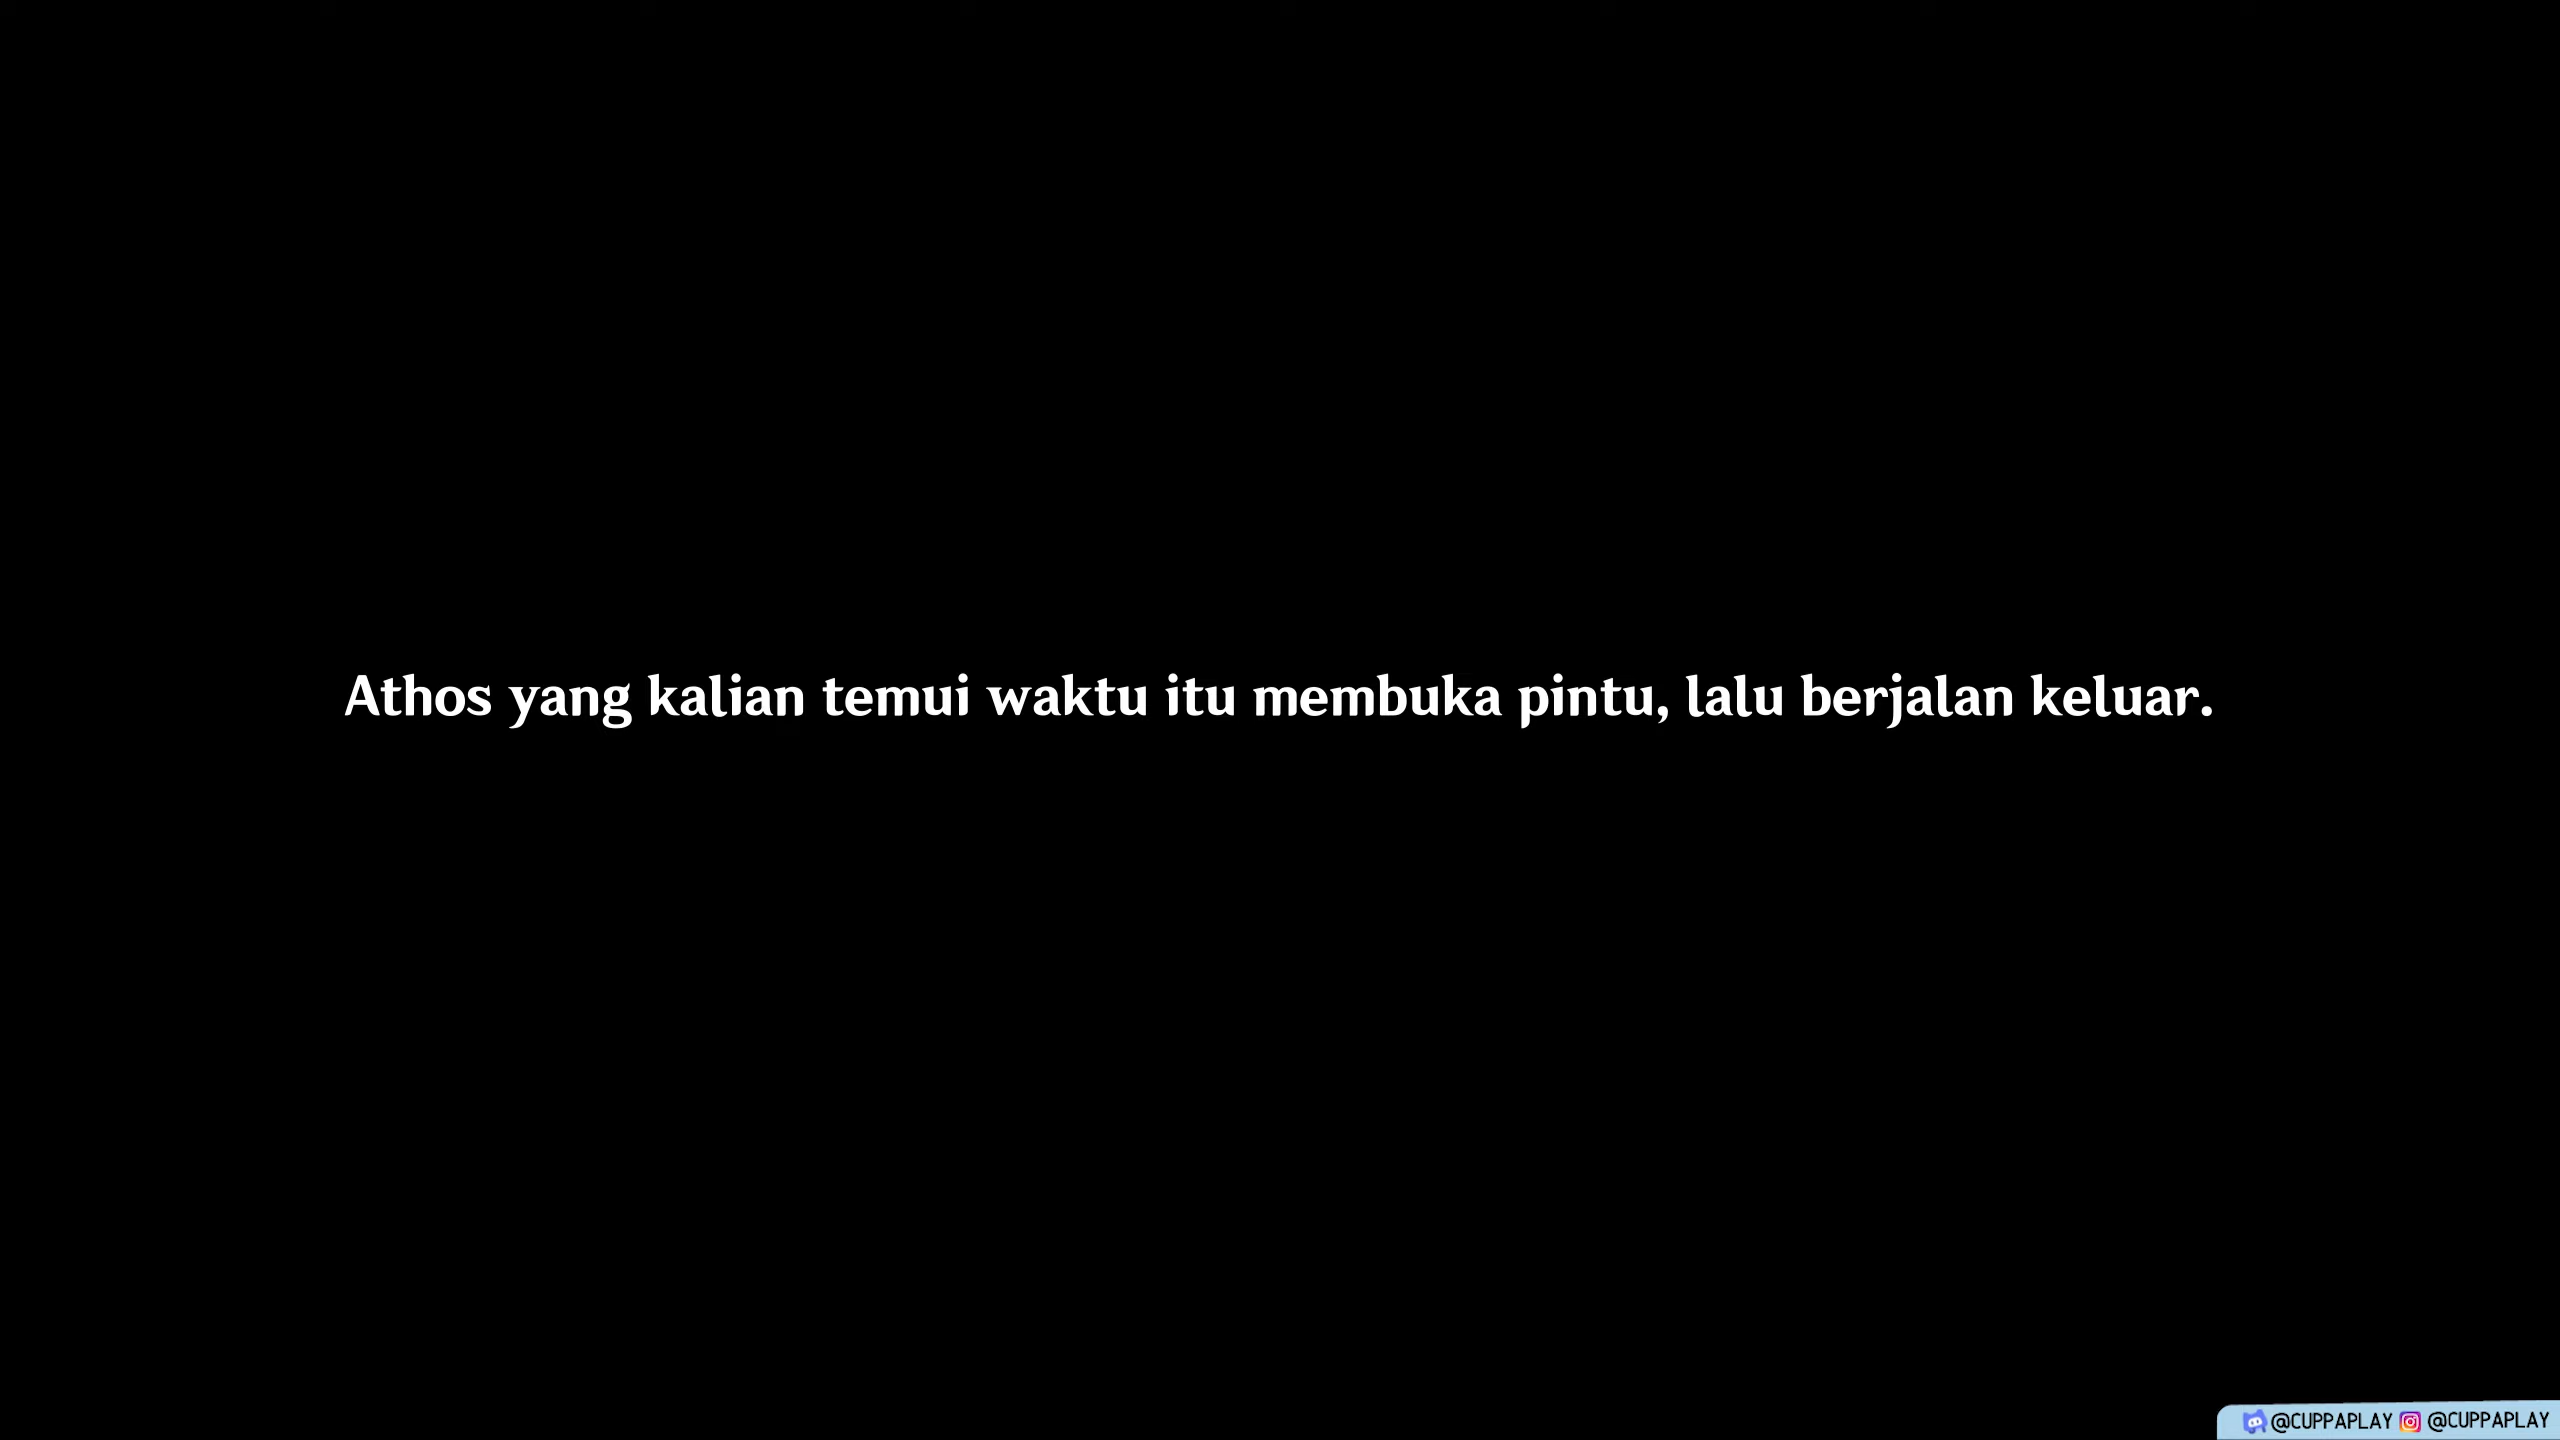 Athos yang kalian temui waktu itu membuka pintu, lalu berjalan keluar.
@CUPPAPLAY @CUPPAPLAY